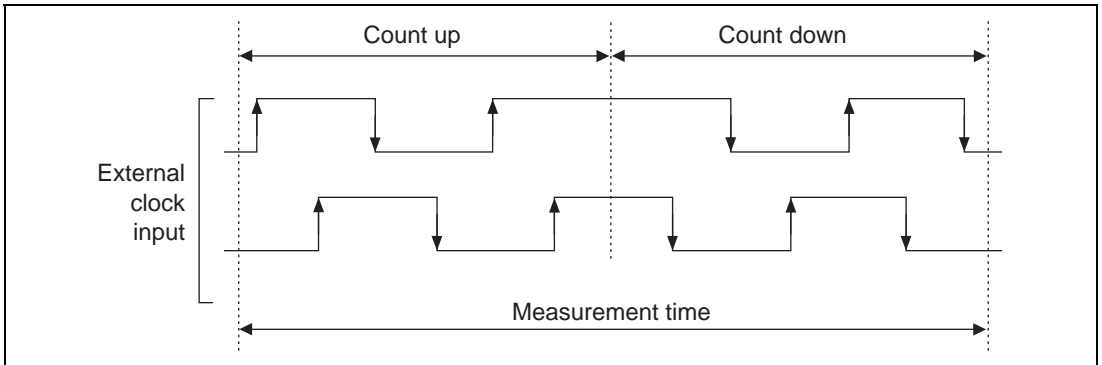 Count up
Count down
External
clock
input
Measurement time